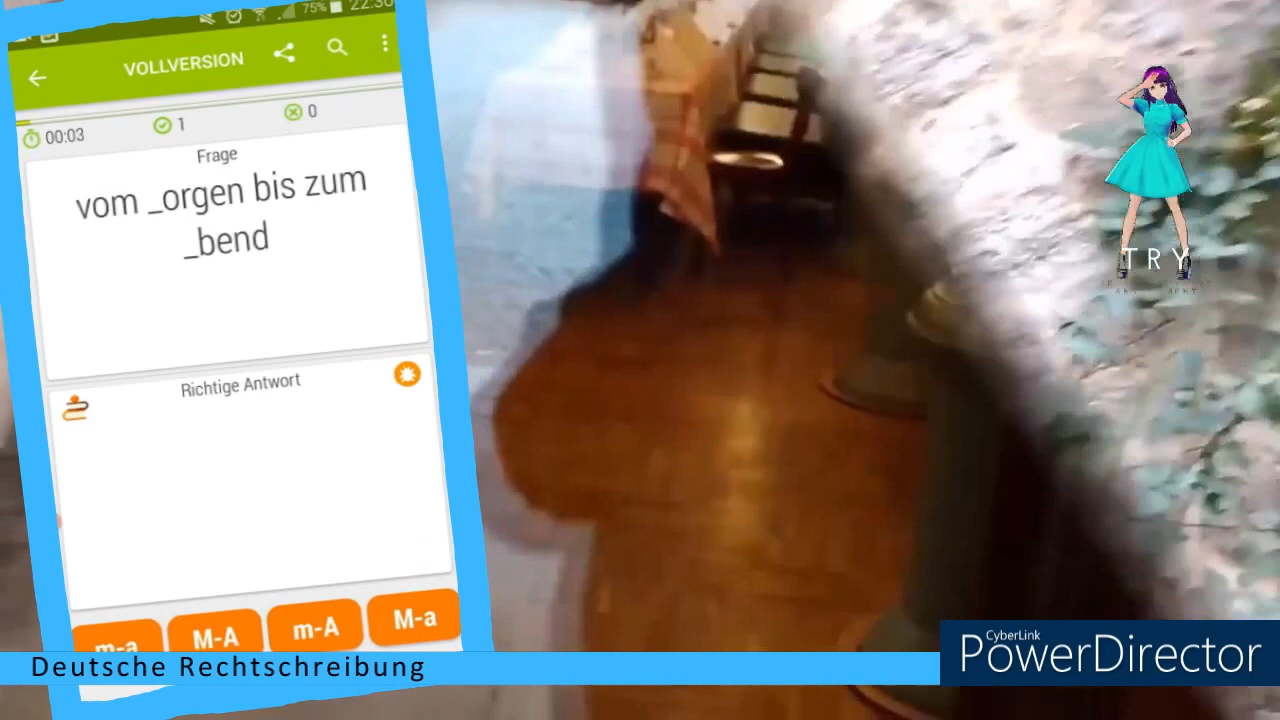 75% 22:30
VOLLVERSION
00:03 1 0
Frage
vom _orgen bis zum
_bend
Richtige Antwort
m-a M-A m-A M-a
TRY
Deutsche Rechtschreibung
CyberLink
PowerDirector